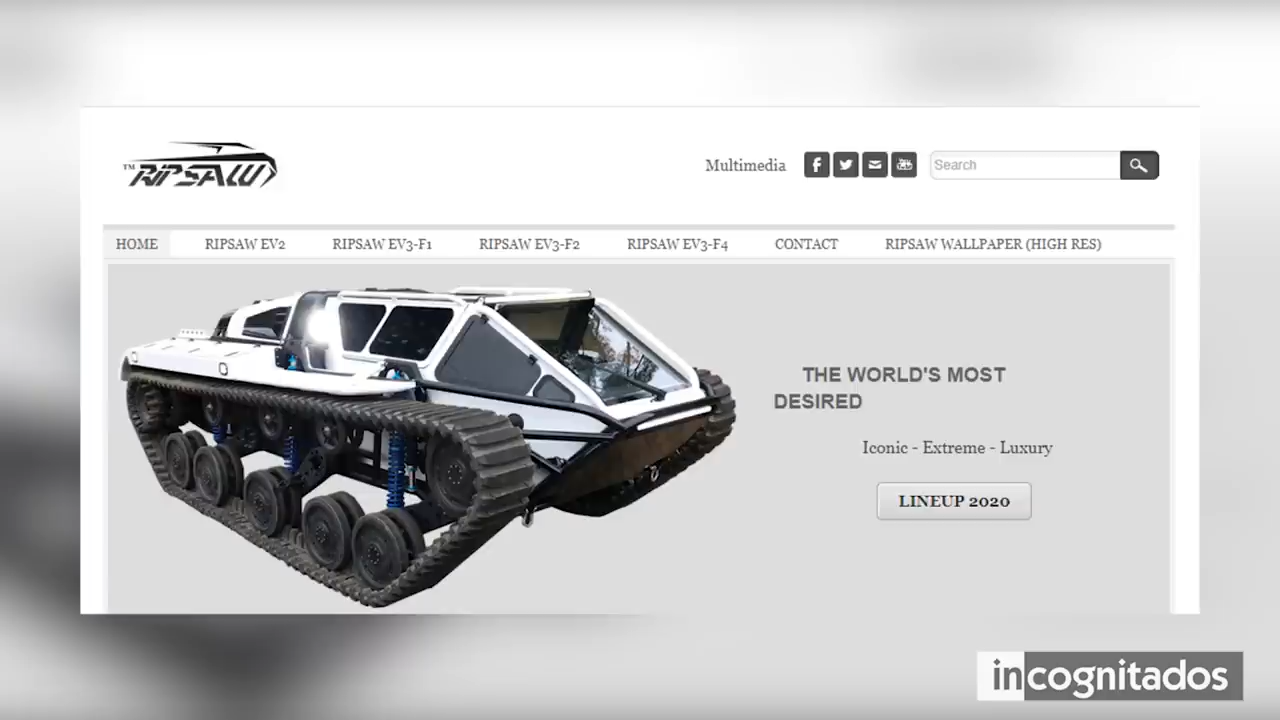 ™RIPSAW
Multimedia
Search
HOME
RIPSAW EV2
RIPSAW EV3-F1
RIPSAW EV3-F2
RIPSAW EV3-F4
CONTACT
RIPSAW WALLPAPER (HIGH RES)
THE WORLD'S MOST
DESIRED
Iconic - Extreme - Luxury
LINEUP 2020
incognitados